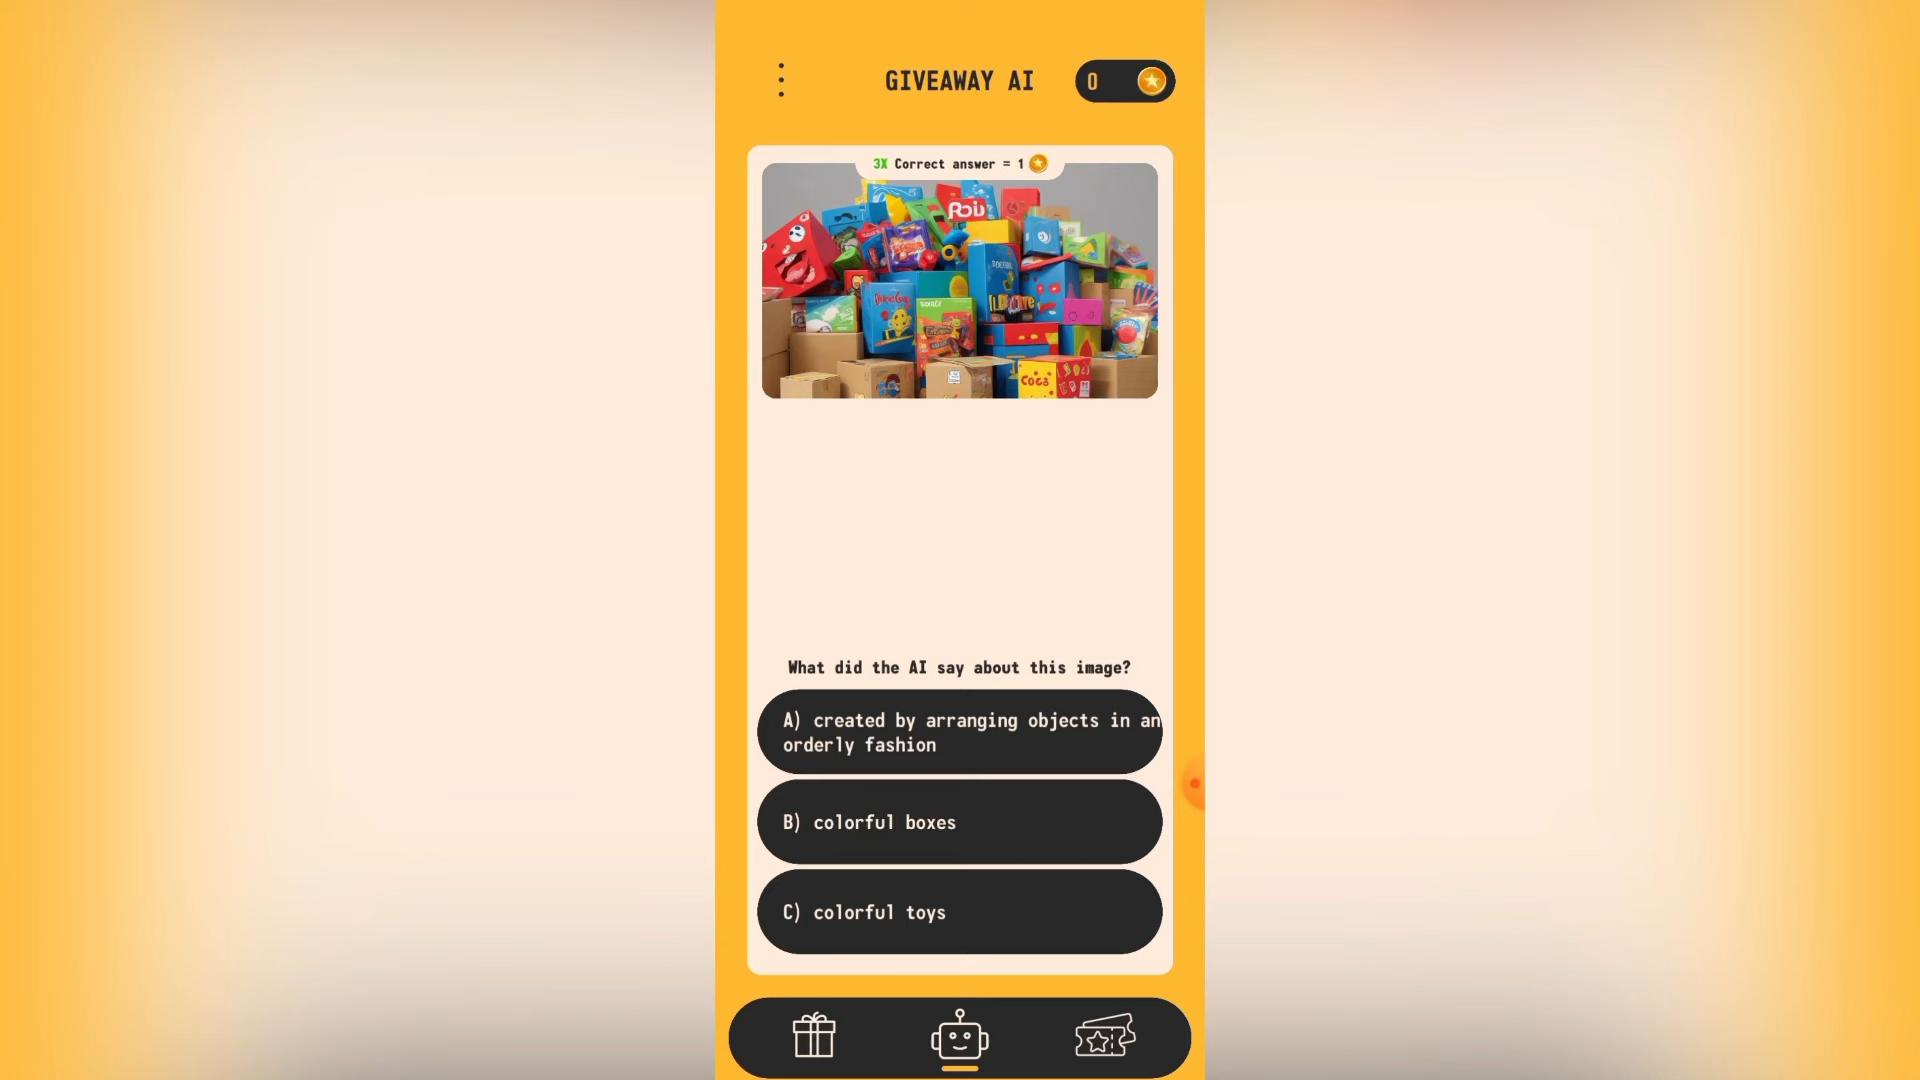 GIVEAWAY AI
0
3X Correct answer = 1
What did the AI say about this image?
A) created by arranging objects in an
orderly fashion
B) colorful boxes
C) colorful toys